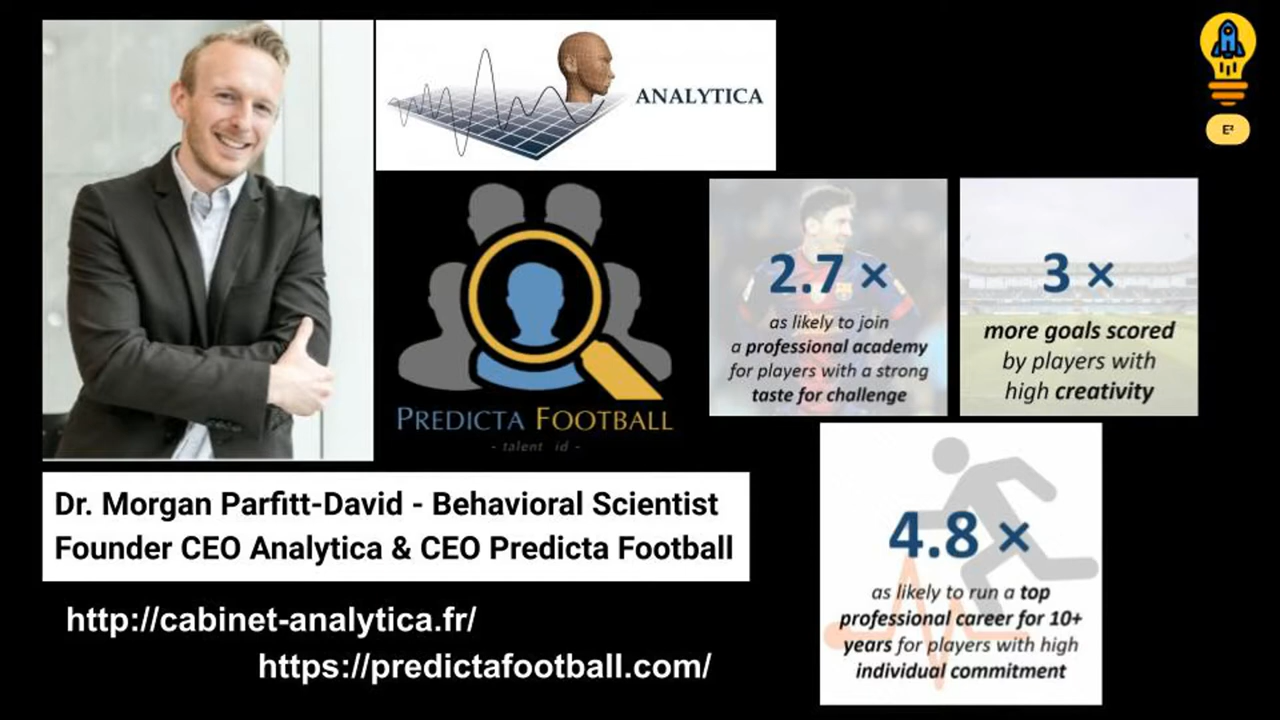 ANALYTICA
E²
PREDICTA FOOTBALL
- talent id -
2.7 ×
as likely to join
a professional academy
for players with a strong
taste for challenge
3 ×
more goals scored
by players with
high creativity
4.8 ×
as likely to run a top
professional career for 10+
years for players with high
individual commitment
Dr. Morgan Parfitt-David - Behavioral Scientist
Founder CEO Analytica & CEO Predicta Football
http://cabinet-analytica.fr/
https://predictafootball.com/